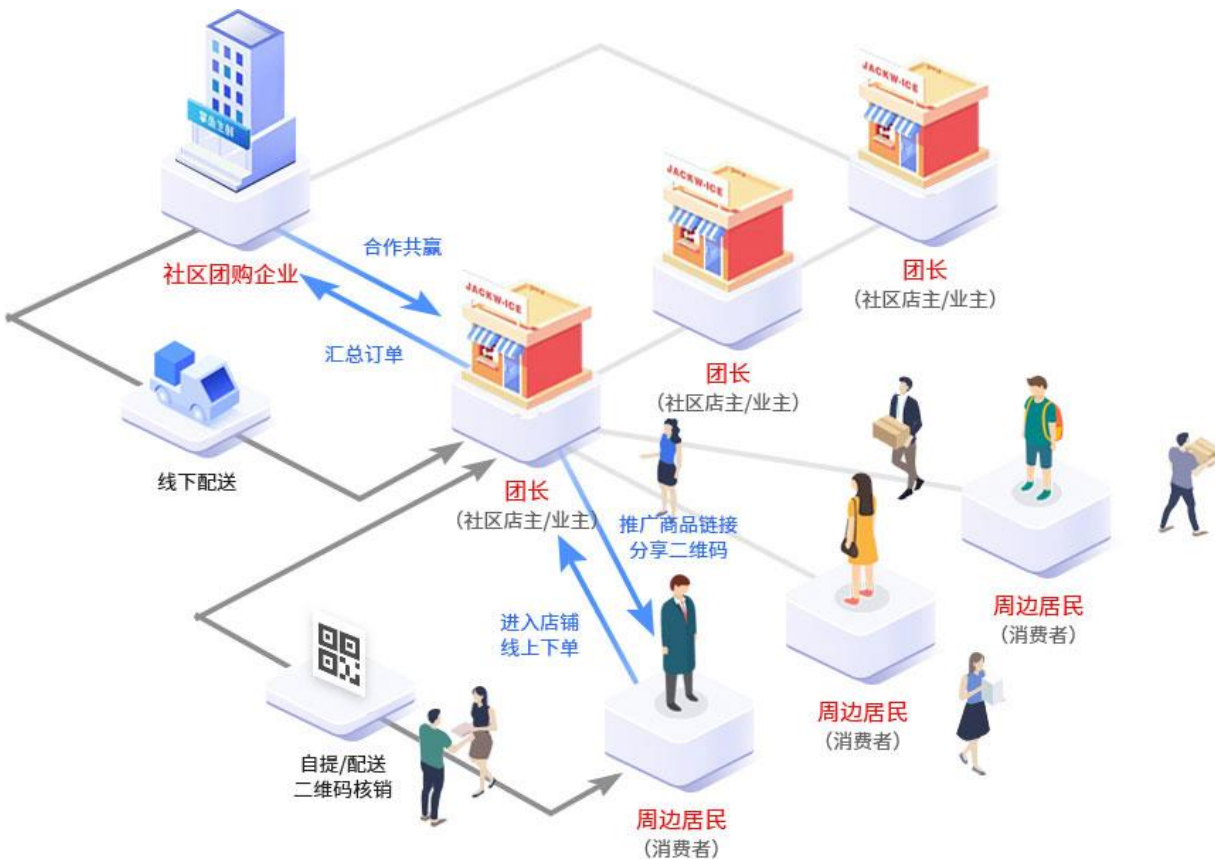 JACKW·ICE
JACKW·ICE
合作共赢
社区团购企业
团长
（社区店主/业主）
JACKW·ICE
汇总订单
团长
（社区店主/业主）
线下配送
团长
（社区店主/业主）
推广商品链接
分享二维码
进入店铺
线上下单
周边居民
（消费者）
周边居民
（消费者）
自提/配送
二维码核销
周边居民
（消费者）